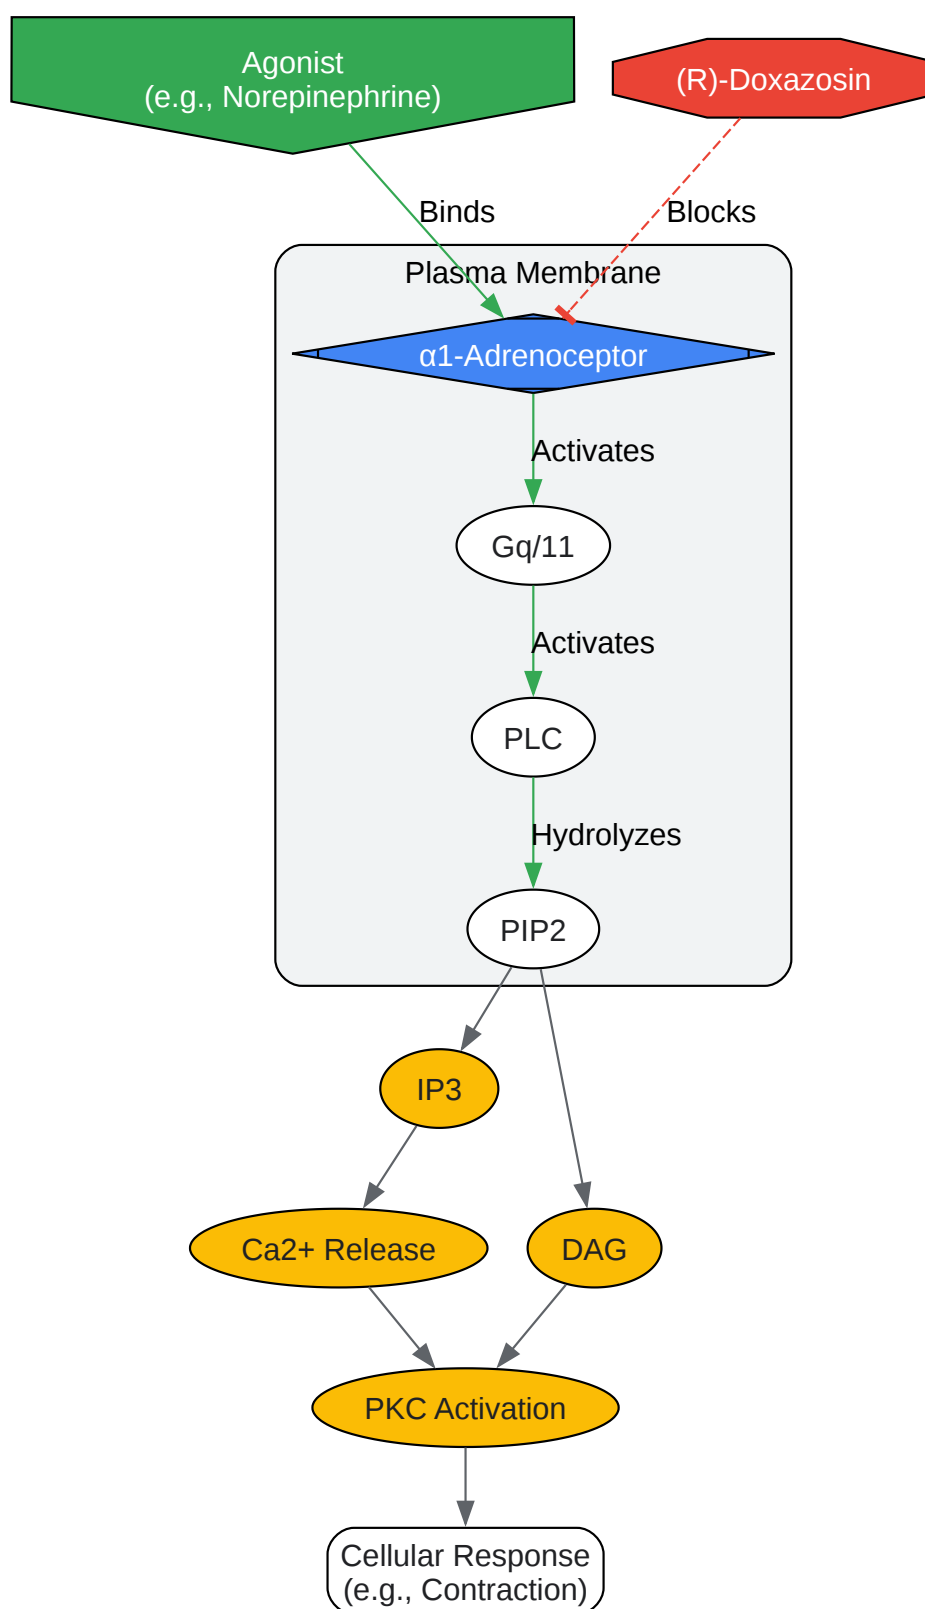 Agonist
(e.g., Norepinephrine)
(R)-Doxazosin
Binds
Blocks
Plasma Membrane
α1-Adrenoceptor
Activates
Gq/11
Activates
PLC
Hydrolyzes
PIP2
IP3
Ca2+ Release
DAG
PKC Activation
Cellular Response
(e.g., Contraction)